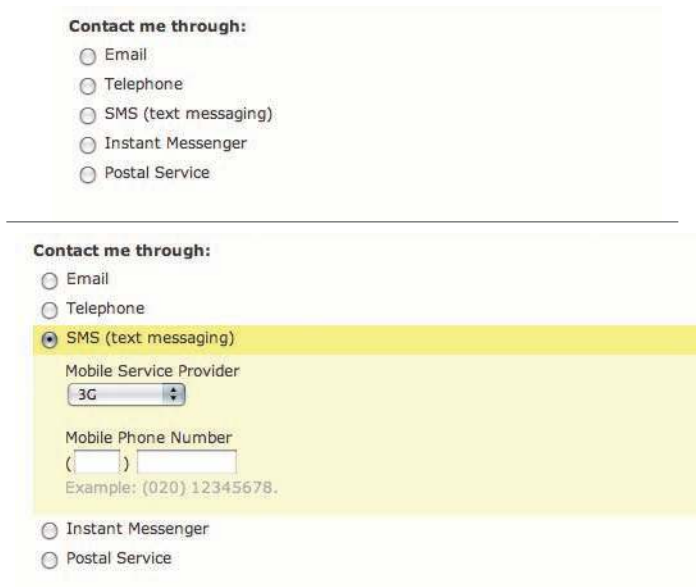 Contact me through:
Email
Telephone
SMS (text messaging)
Instant Messenger
Postal Service
Contact me through:
Email
Telephone
SMS (text messaging)
Mobile Service Provider
3G
Mobile Phone Number
( )
Example: (020) 12345678.
Instant Messenger
Postal Service